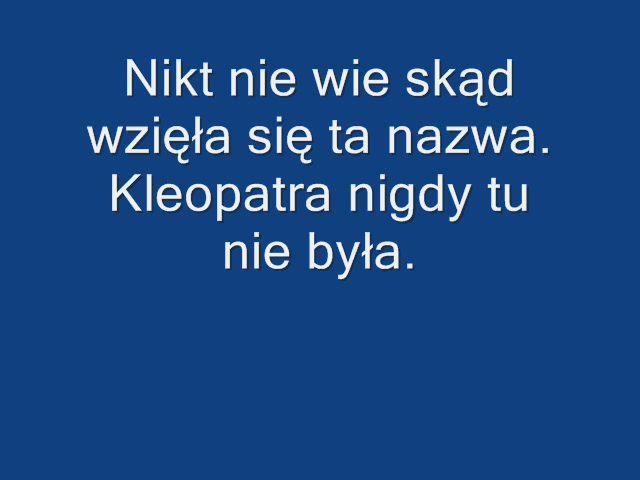 Nikt nie wie skąd
wzięła się ta nazwa.
Kleopatra nigdy tu
nie była.